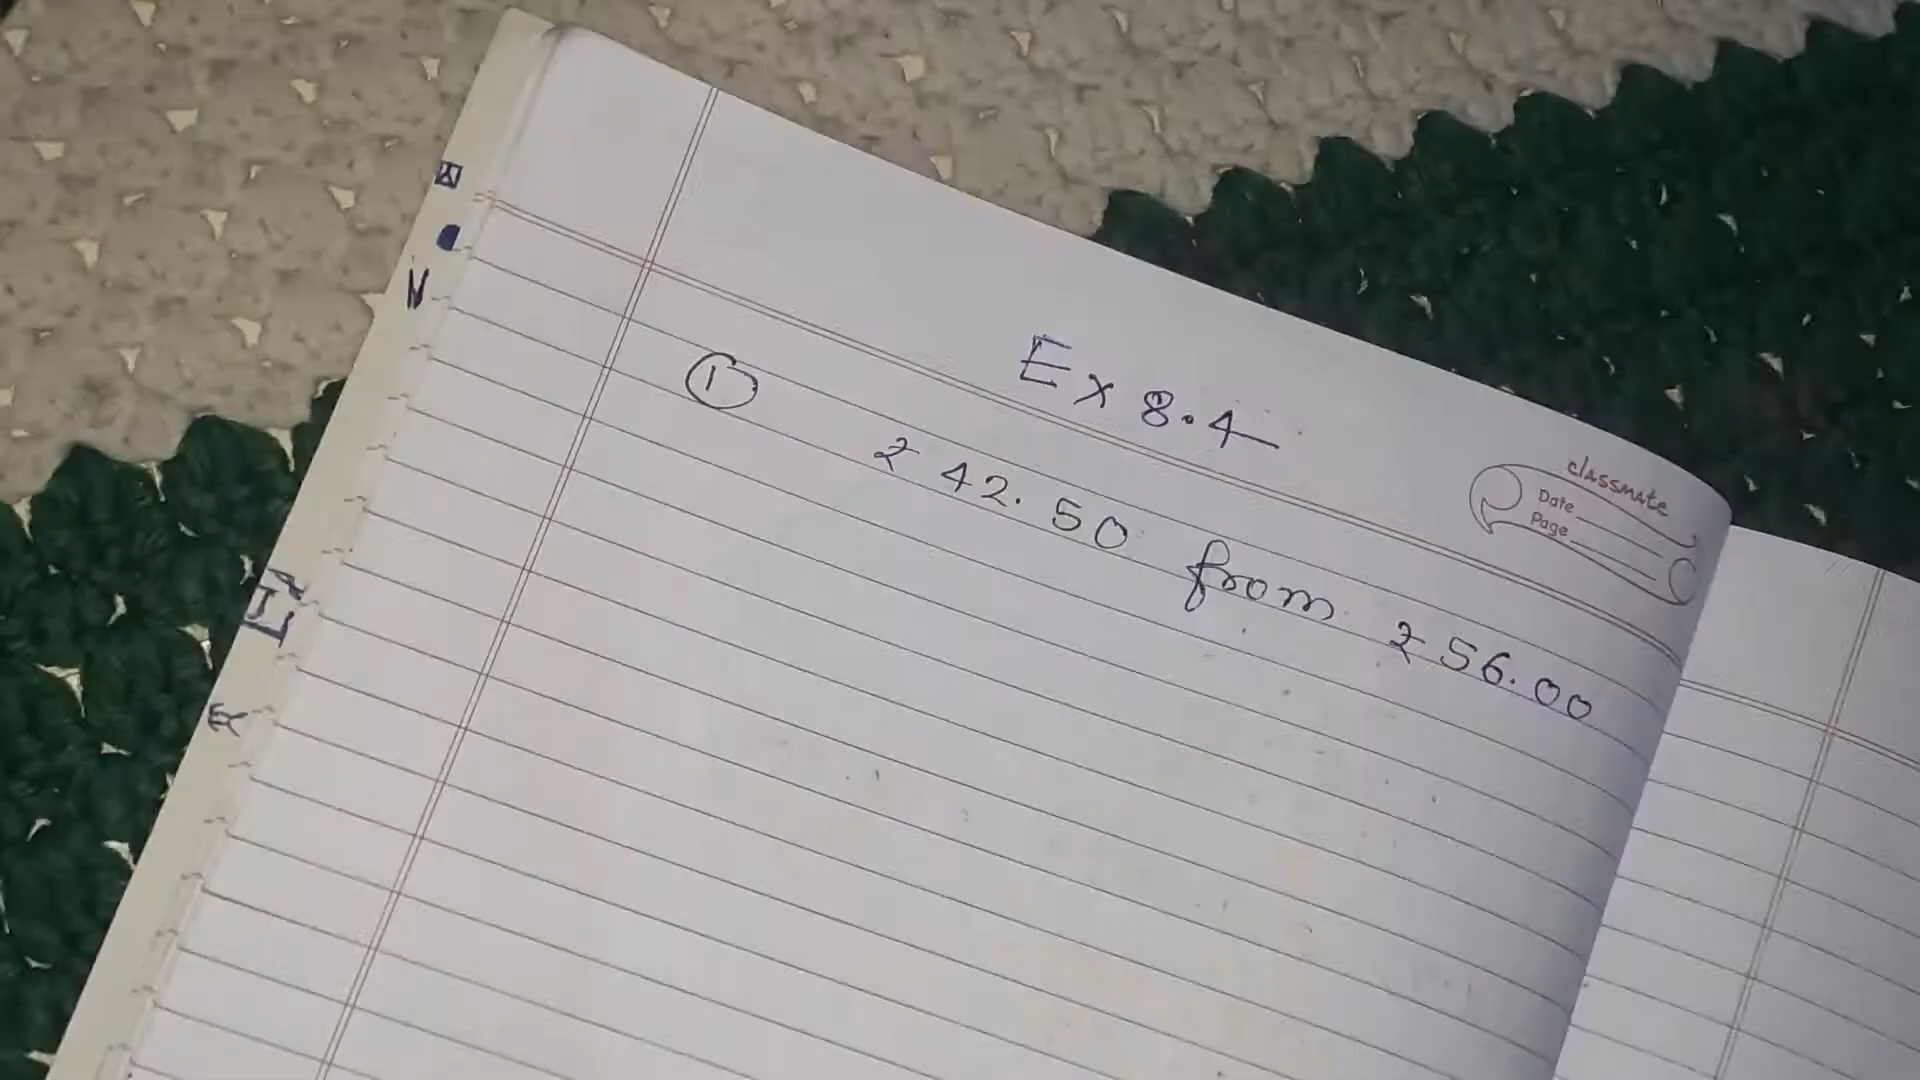 Ex 8.4
classmate
Date
Page
① ₹ 42.50 from ₹ 56.00